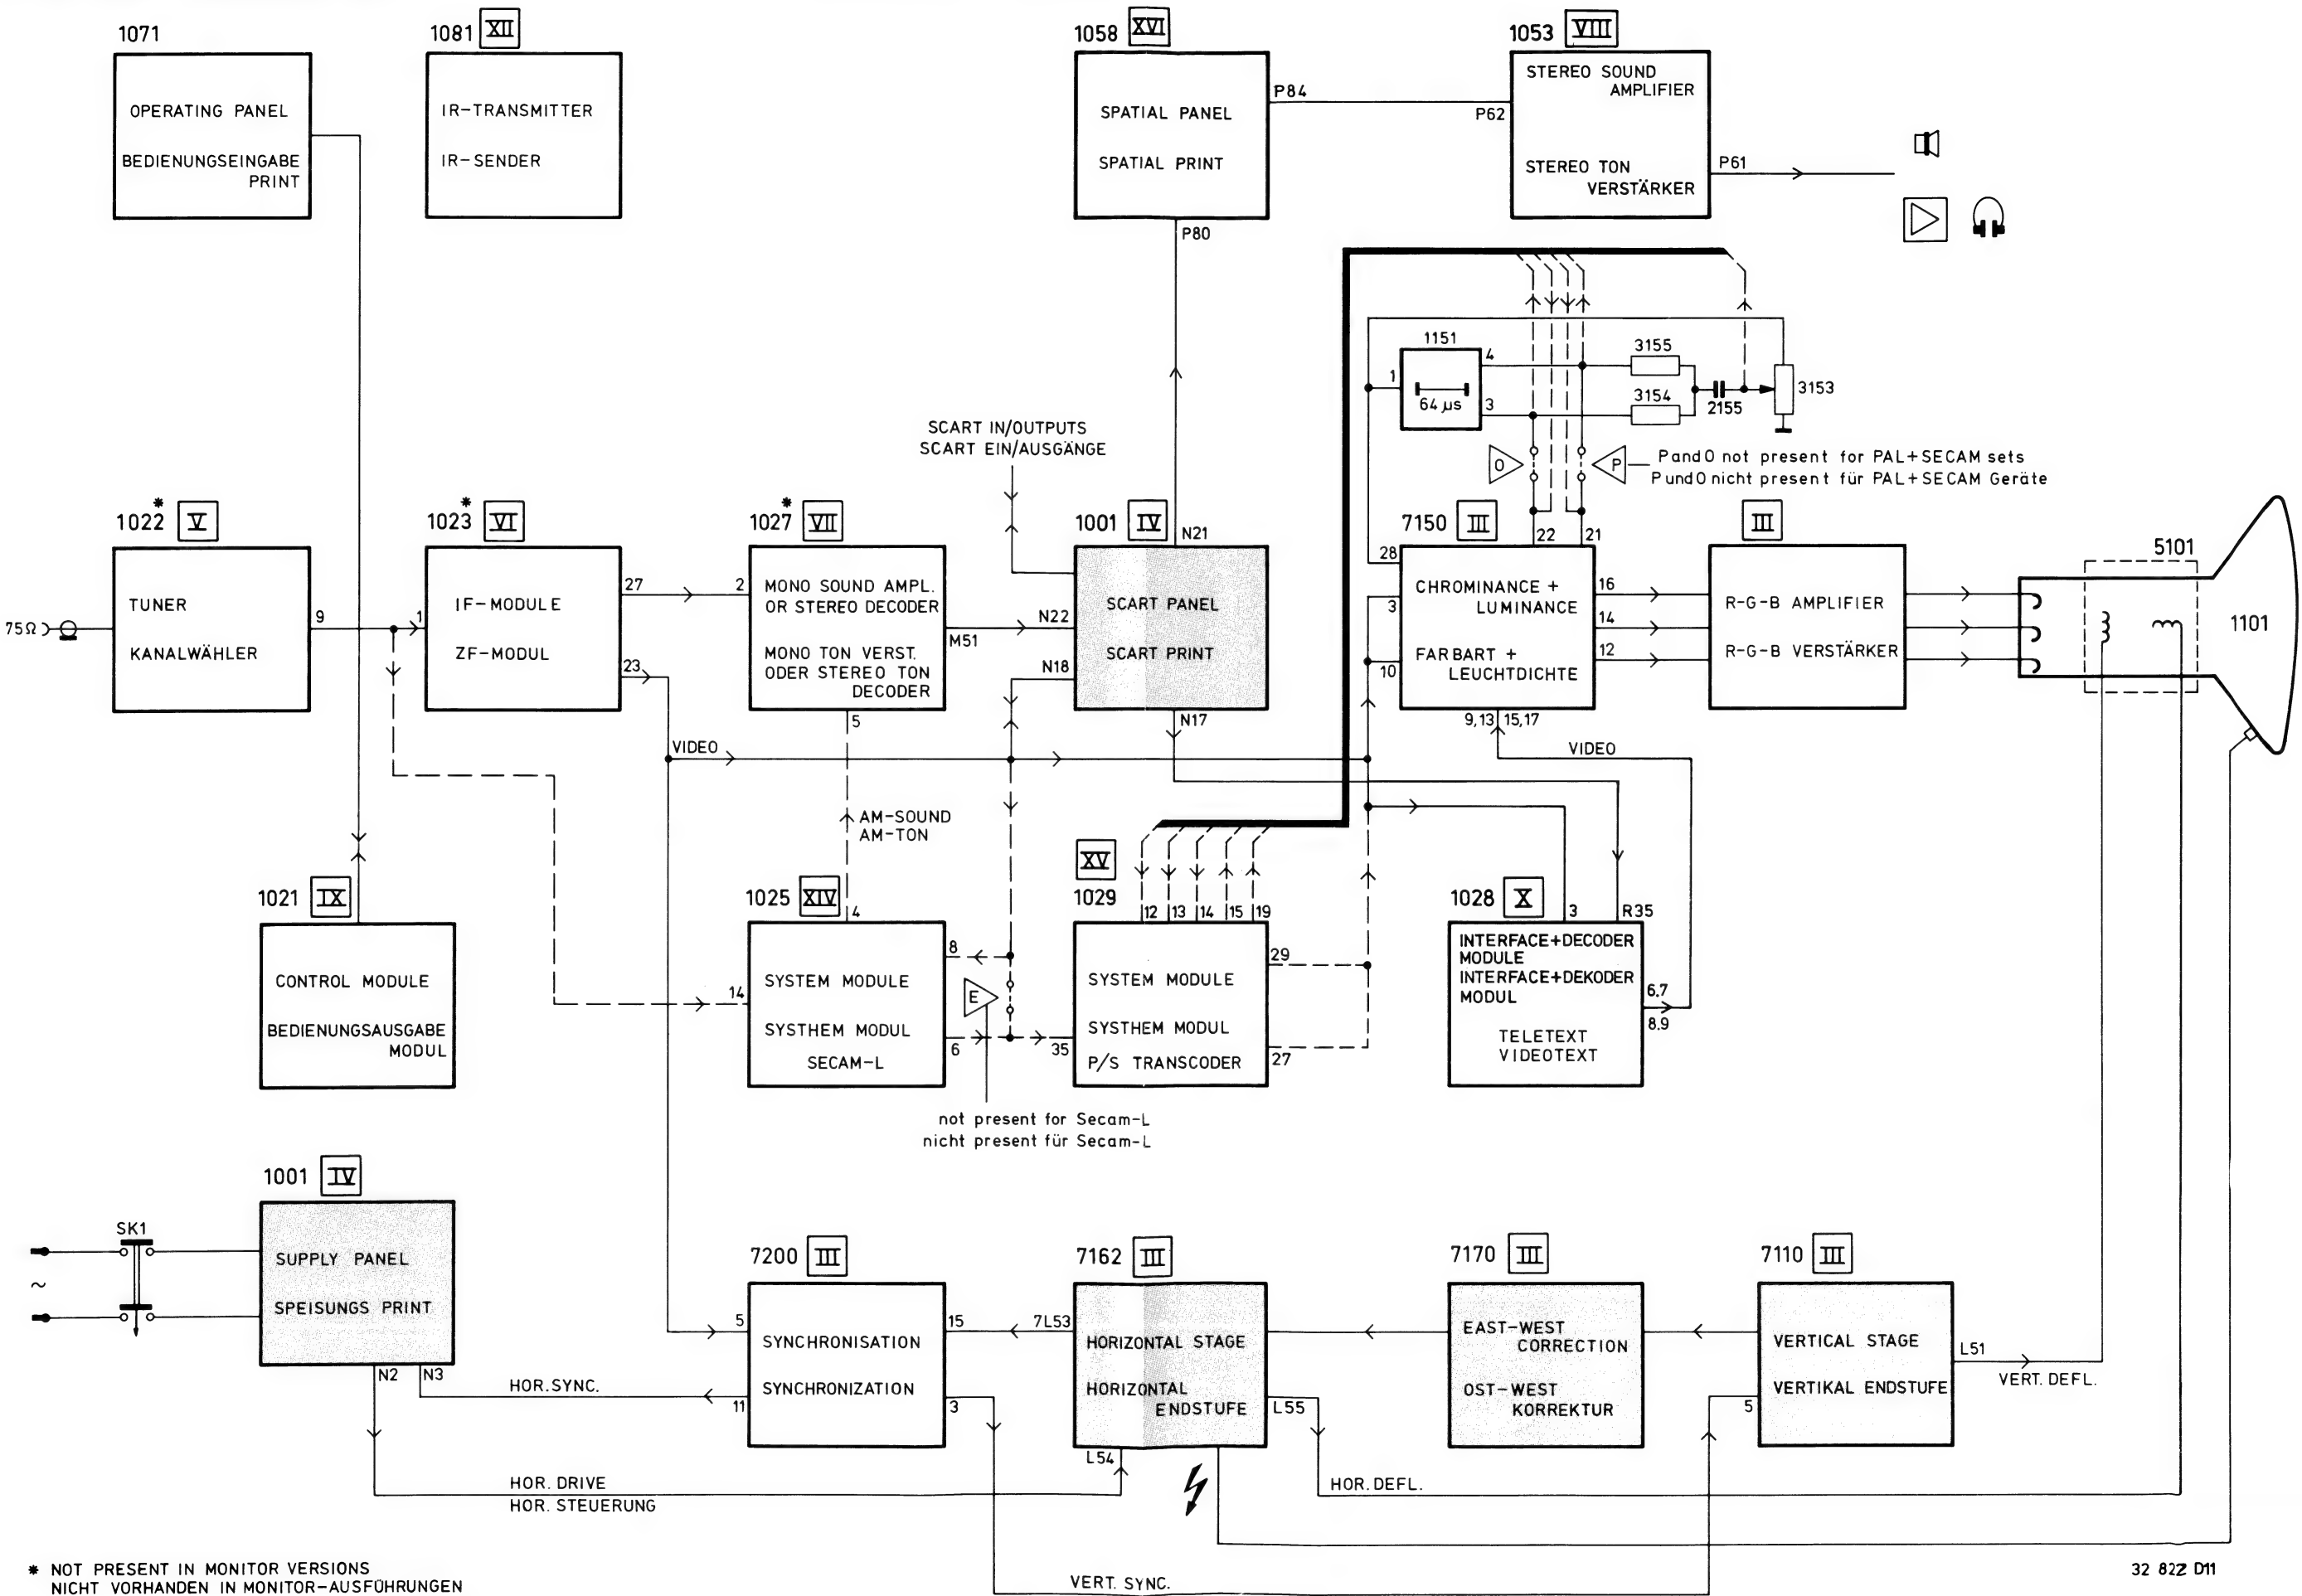 1071
OPERATING PANEL
BEDIENUNGSEINGABE
PRINT
1081 XII
IR-TRANSMITTER
IR-SENDER
1058 XVI
SPATIAL PANEL
SPATIAL PRINT
P84
P80
1053 VIII
STEREO SOUND
AMPLIFIER
STEREO TON
VERSTÄRKER
P62
P61
1151
1
64 µs
4
3
3155
3154
2155
3153
O
P
P and O not present for PAL+SECAM sets
P und O nicht present für PAL+SECAM Geräte
SCART IN/OUTPUTS
SCART EIN/AUSGÄNGE
75Ω
*
1022 V
TUNER
KANALWÄHLER
9
*
1023 VI
1
IF-MODULE
ZF-MODUL
27
23
*
1027 VII
2
MONO SOUND AMPL.
OR STEREO DECODER
MONO TON VERST.
ODER STEREO TON
DECODER
M51
5
1001 IV
N21
N22
N18
SCART PANEL
SCART PRINT
N17
7150 III
28
3
10
22
21
CHROMINANCE +
LUMINANCE
FARBART +
LEUCHTDICHTE
16
14
12
9,13
15,17
III
R-G-B AMPLIFIER
R-G-B VERSTÄRKER
5101
1101
VIDEO
VIDEO
AM-SOUND
AM-TON
1021 IX
CONTROL MODULE
BEDIENUNGSAUSGABE
MODUL
1025 XIV
4
14
SYSTEM MODULE
SYSTHEM MODUL
SECAM-L
8
6
E
not present for Secam-L
nicht present für Secam-L
XV
1029
12
13
14
15
19
35
SYSTEM MODULE
SYSTHEM MODUL
P/S TRANSCODER
29
27
1028 X
3
R35
INTERFACE+DECODER
MODULE
INTERFACE+DEKODER
MODUL
TELETEXT
VIDEOTEXT
6.7
8.9
1001 IV
SK1
~
SUPPLY PANEL
SPEISUNGS PRINT
N2
N3
HOR.SYNC.
HOR. DRIVE
HOR. STEUERUNG
7200 III
5
SYNCHRONISATION
SYNCHRONIZATION
15
11
3
7162 III
7L53
HORIZONTAL STAGE
HORIZONTAL
ENDSTUFE
L55
L54
HOR. DEFL.
7170 III
EAST-WEST
CORRECTION
OST-WEST
KORREKTUR
7110 III
VERTICAL STAGE
VERTIKAL ENDSTUFE
5
L51
VERT. DEFL.
VERT. SYNC.
* NOT PRESENT IN MONITOR VERSIONS
NICHT VORHANDEN IN MONITOR-AUSFÜHRUNGEN
32 822 D11